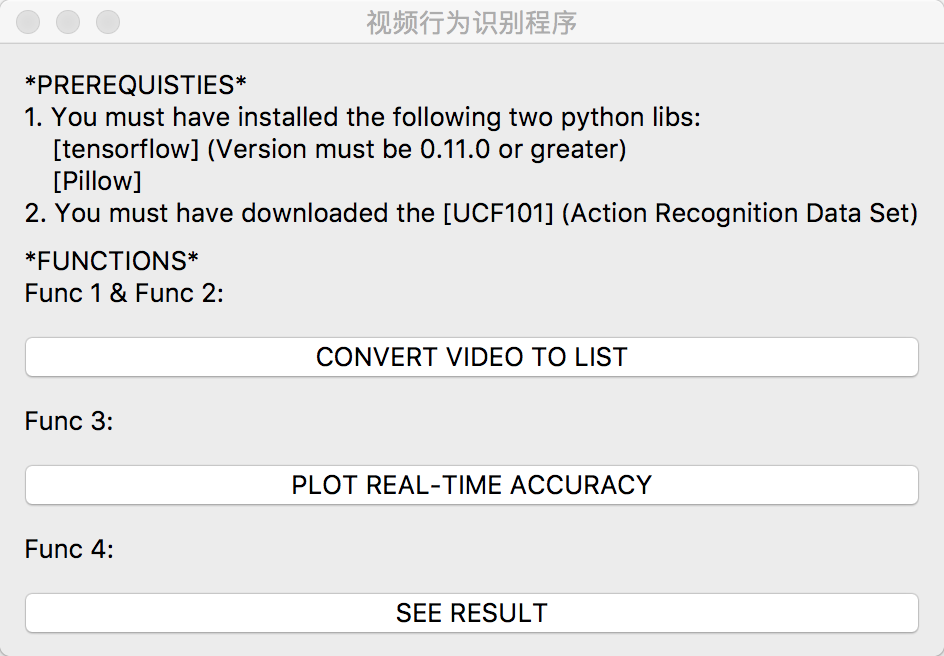 视频行为识别程序
*PREREQUISTIES*
1. You must have installed the following two python libs:
[tensorflow] (Version must be 0.11.0 or greater)
[Pillow]
2. You must have downloaded the [UCF101] (Action Recognition Data Set)
*FUNCTIONS*
Func 1 & Func 2:
CONVERT VIDEO TO LIST
Func 3:
PLOT REAL-TIME ACCURACY
Func 4:
SEE RESULT